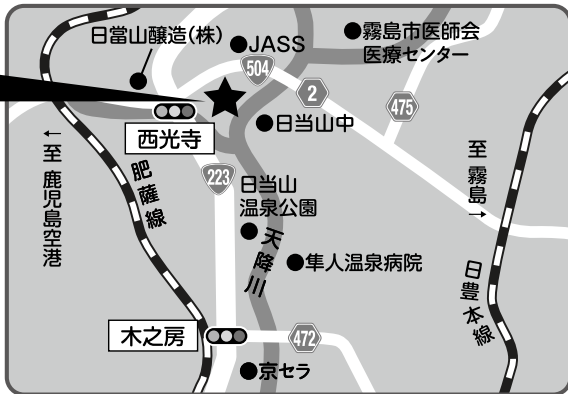 日當山醸造(株)
JASS
霧島市医師会
医療センター
504
2
475
日当山中
西光寺
←至 鹿児島空港
肥薩線
223
日当山
温泉公園
至 霧島→
天降川
隼人温泉病院
日豊本線
木之房
472
京セラ